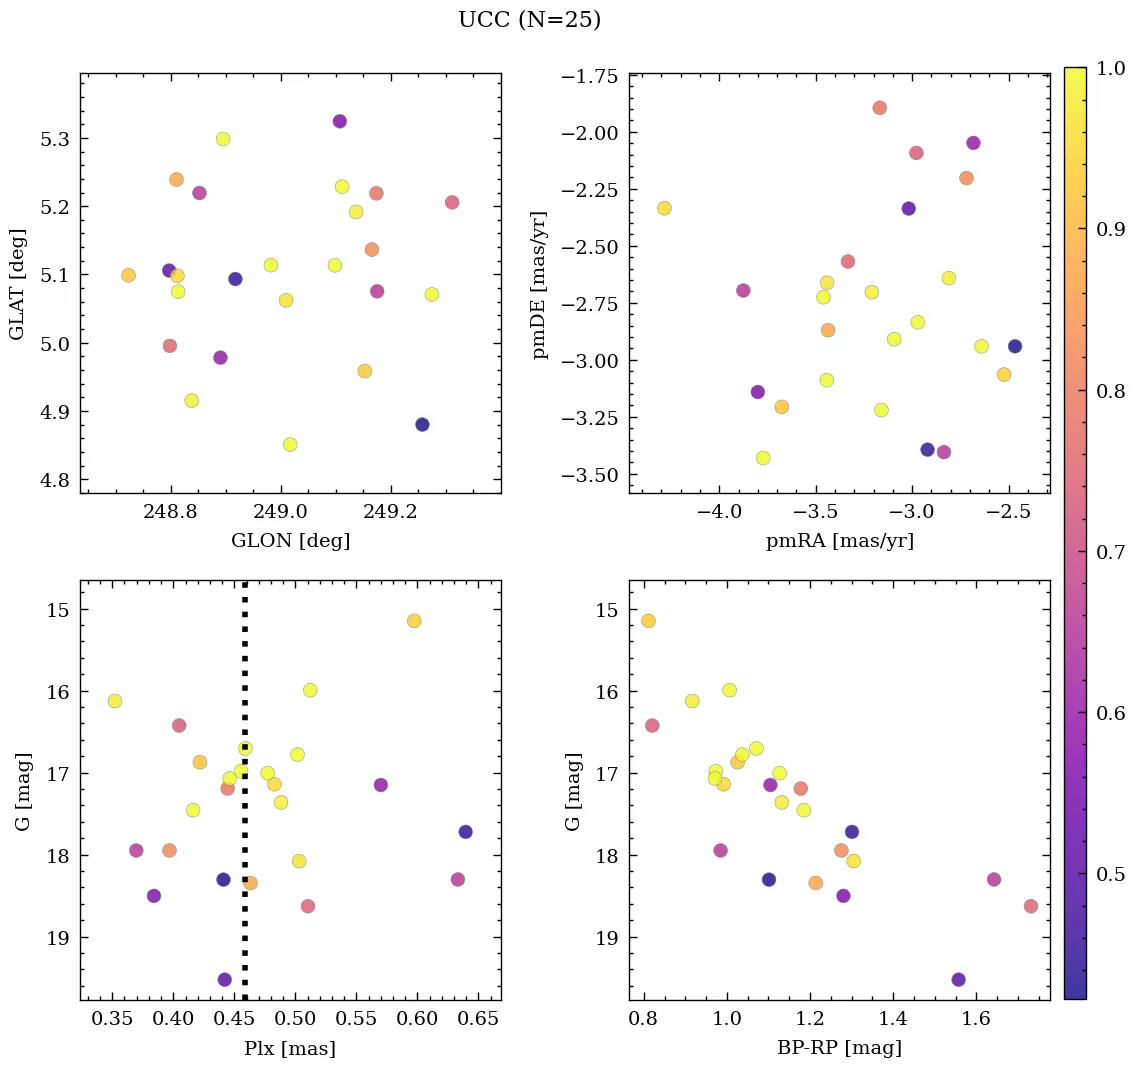 UCC (N=25)
5.3
5.2
5.1
5.0
4.9
4.8
GLAT [deg]
248.8 249.0 249.2
GLON [deg]
−1.75
−2.00
−2.25
−2.50
−2.75
−3.00
−3.25
−3.50
pmDE [mas/yr]
−4.0 −3.5 −3.0 −2.5
pmRA [mas/yr]
15
16
17
18
19
G [mag]
0.35 0.40 0.45 0.50 0.55 0.60 0.65
Plx [mas]
15
16
17
18
19
G [mag]
0.8 1.0 1.2 1.4 1.6
BP-RP [mag]
1.0
0.9
0.8
0.7
0.6
0.5